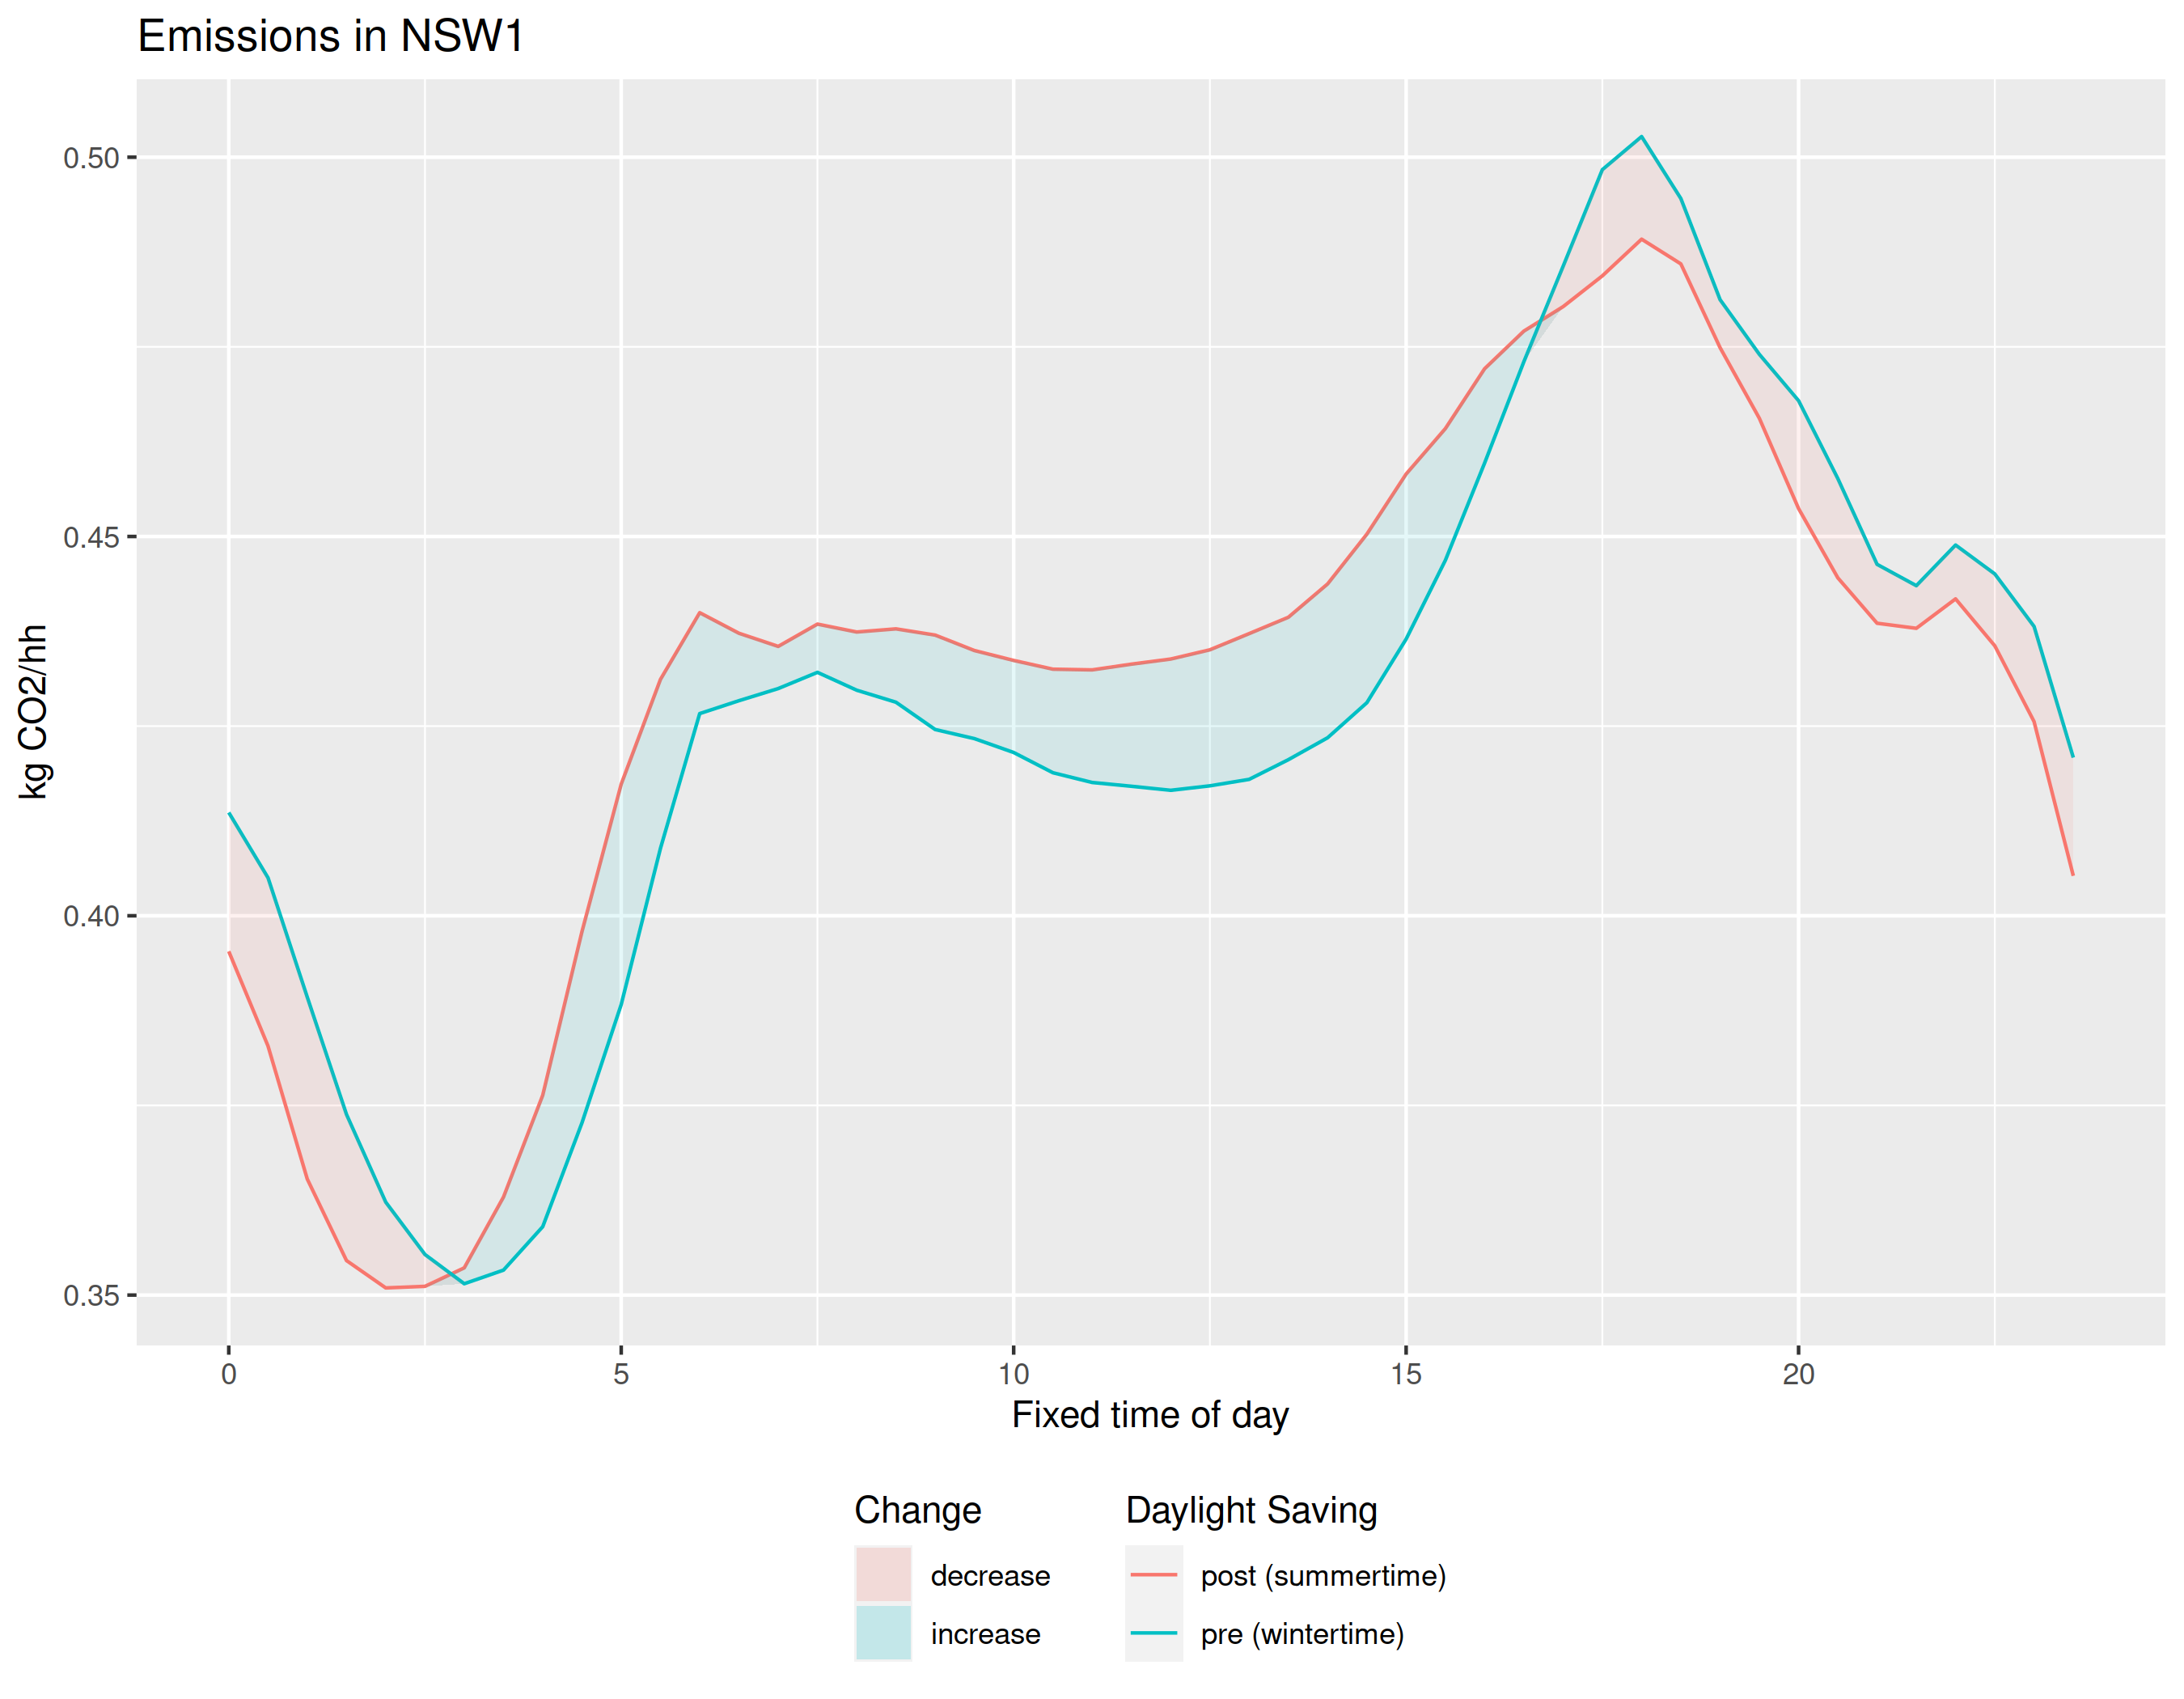 Emissions in NSW1
kg CO2/hh
0.50
0.45
0.40
0.35
0 5 10 15 20
Fixed time of day
Change
decrease
increase
Daylight Saving
post (summertime)
pre (wintertime)